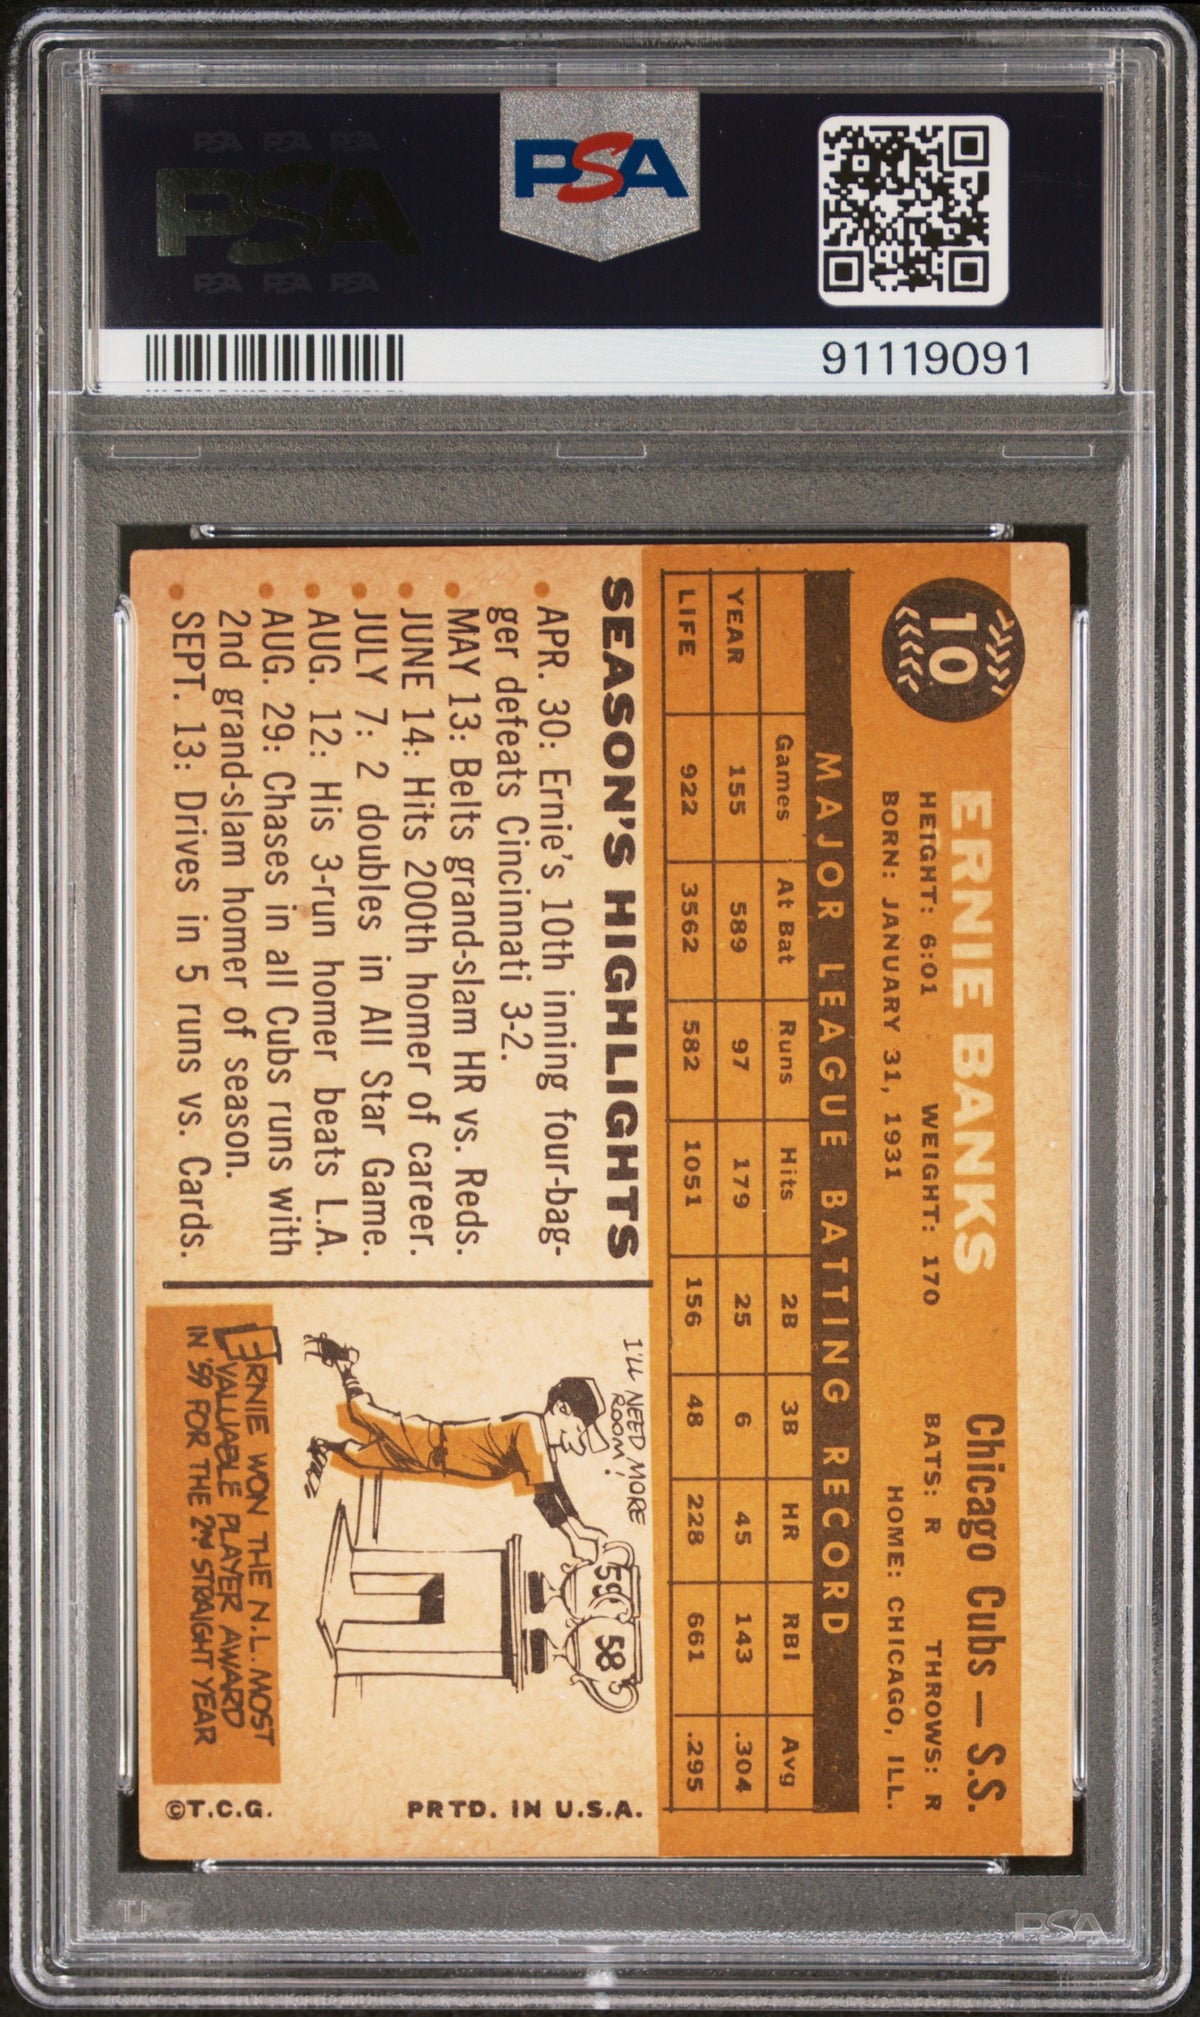 PSA PSA PSA
PSA
PSA PSA PSA
PSA
91119091
10
ERNIE BANKS
Chicago Cubs — S.S.
HEIGHT: 6:01 WEIGHT: 170 BATS: R THROWS: R
BORN: JANUARY 31, 1931 HOME: CHICAGO, ILL.
MAJOR LEAGUE BATTING RECORD
Games At Bat Runs Hits 2B 3B HR RBI Avg
YEAR 155 589 97 179 25 6 45 143 .304
LIFE 922 3562 582 1051 156 48 228 661 .295
SEASON'S HIGHLIGHTS
• APR. 30: Ernie's 10th inning four-bag-
ger defeats Cincinnati 3-2.
• MAY 13: Belts grand-slam HR vs. Reds.
• JUNE 14: Hits 200th homer of career.
• JULY 7: 2 doubles in All Star Game.
• AUG. 12: His 3-run homer beats L.A.
• AUG. 29: Chases in all Cubs runs with
2nd grand-slam homer of season.
• SEPT. 13: Drives in 5 runs vs. Cards.
I'LL NEED MORE
ROOM!
59 58
ERNIE WON THE N.L. MOST
VALUABLE PLAYER AWARD
IN '59 FOR THE 2ND STRAIGHT YEAR
PRTD. IN U.S.A.
©T.C.G.
PSA